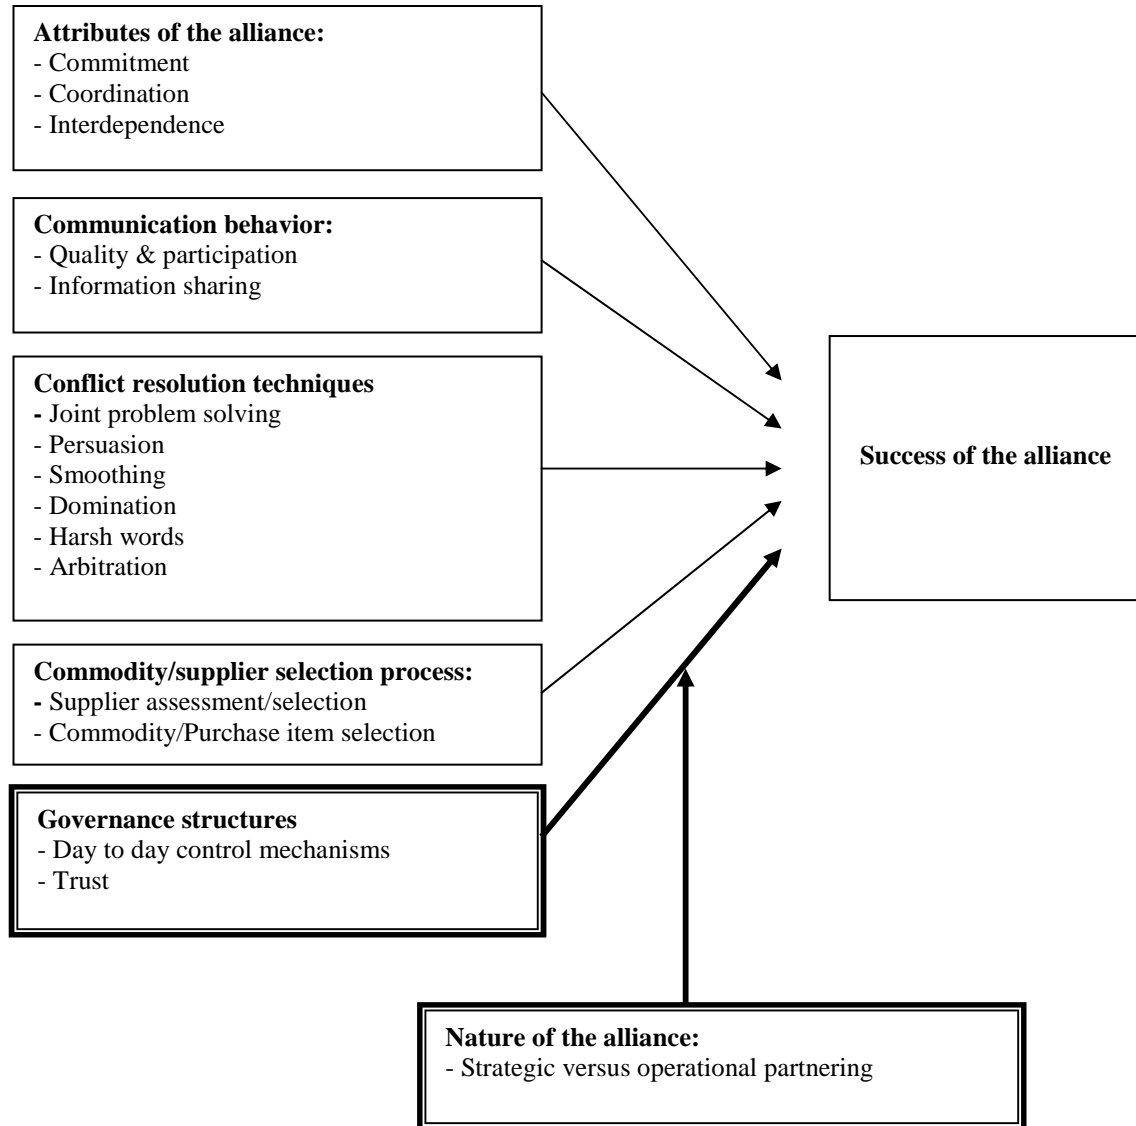 Attributes of the alliance:
- Commitment
- Coordination
- Interdependence
Communication behavior:
- Quality & participation
- Information sharing
Conflict resolution techniques
- Joint problem solving
- Persuasion
- Smoothing
- Domination
- Harsh words
- Arbitration
Success of the alliance
Commodity/supplier selection process:
- Supplier assessment/selection
- Commodity/Purchase item selection
Governance structures
- Day to day control mechanisms
- Trust
Nature of the alliance:
- Strategic versus operational partnering